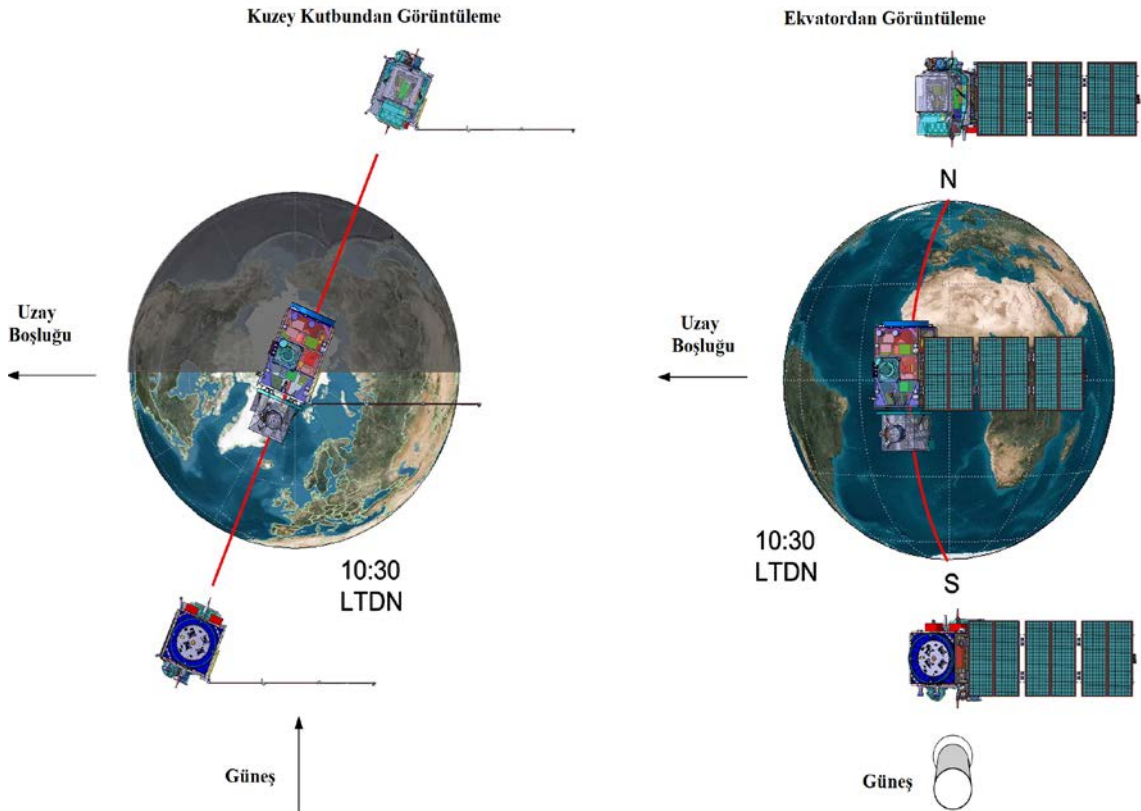 Kuzey Kutbundan Görüntüleme
Uzay
Boşluğu
10:30
LTDN
Güneş
Ekvatordan Görüntüleme
N
Uzay
Boşluğu
10:30
LTDN
S
Güneş